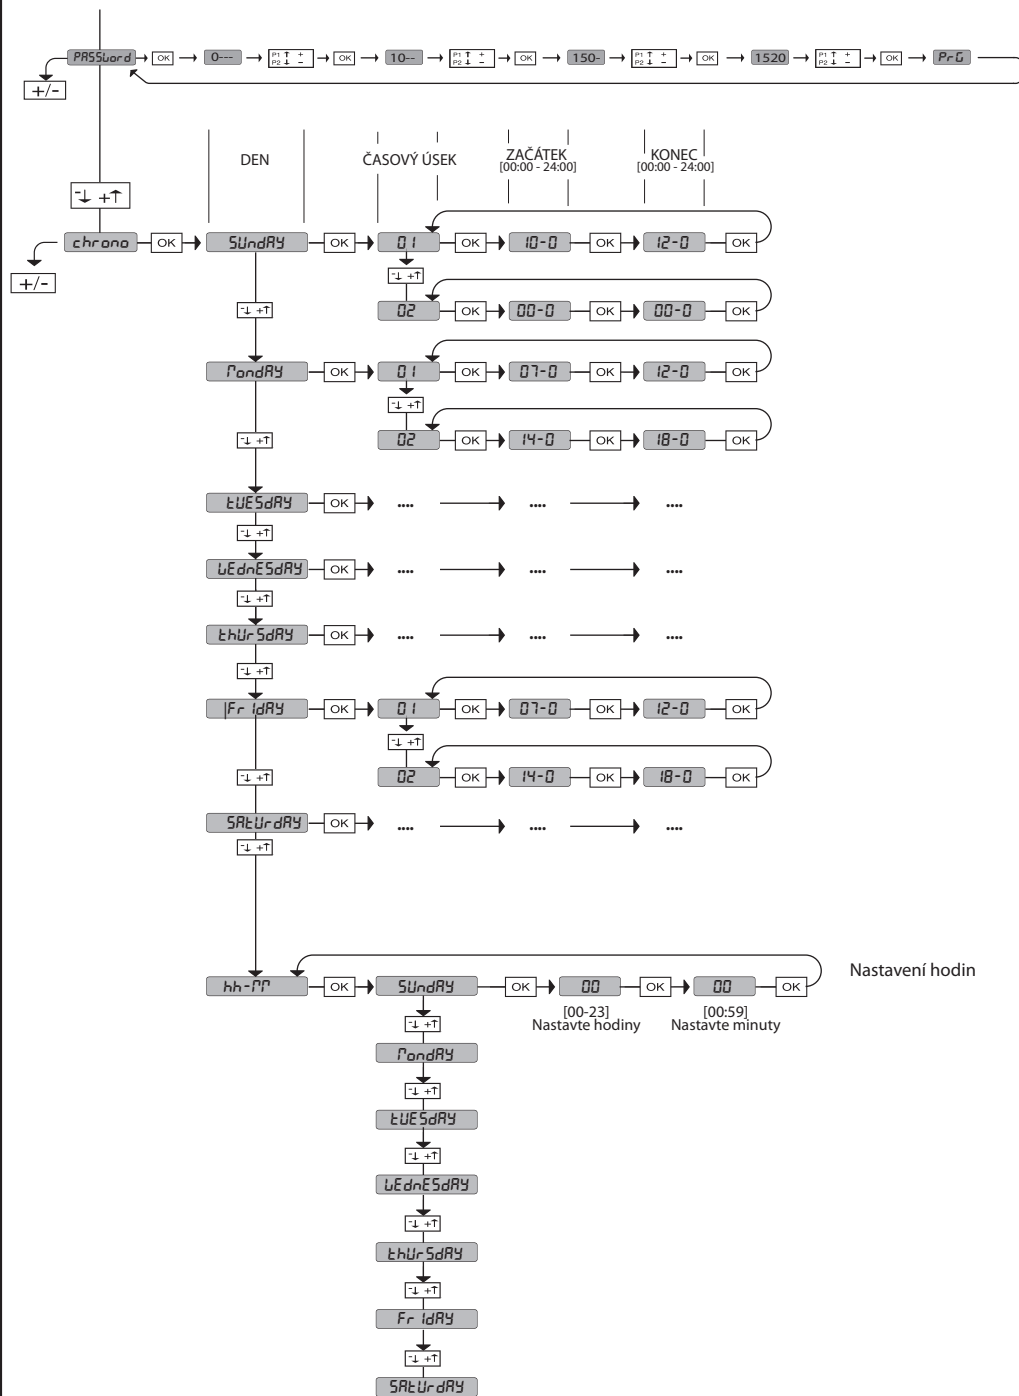 PASSword OK 0--- P1 ↑ + P2 ↓ - OK 10-- P1 ↑ + P2 ↓ - OK 150- P1 ↑ + P2 ↓ - OK 1520 P1 ↑ + P2 ↓ - OK PrG
+/-
DEN ČASOVÝ ÚSEK ZAČÁTEK KONEC
[00:00 - 24:00] [00:00 - 24:00]
-↓ +↑
chrono OK SUndAY OK 01 OK 10-0 OK 12-0 OK
+/- -↓ +↑
-↓ +↑ 02 OK 00-0 OK 00-0 OK
MondAY OK 01 OK 07-0 OK 12-0 OK
-↓ +↑
-↓ +↑ 02 OK 14-0 OK 18-0 OK
tUESdAY OK .... .... ....
-↓ +↑
wEdnESdAY OK .... .... ....
-↓ +↑
thUrSdAY OK .... .... ....
-↓ +↑
FrIdAY OK 01 OK 07-0 OK 12-0 OK
-↓ +↑
-↓ +↑ 02 OK 14-0 OK 18-0 OK
SAtUrdAY OK .... .... ....
-↓ +↑
Nastavení hodin
hh-MM OK SUndAY OK 00 OK 00 OK
[00-23] [00:59]
-↓ +↑ Nastavte hodiny Nastavte minuty
MondAY
-↓ +↑
tUESdAY
-↓ +↑
wEdnESdAY
-↓ +↑
thUrSdAY
-↓ +↑
FrIdAY
-↓ +↑
SAtUrdAY